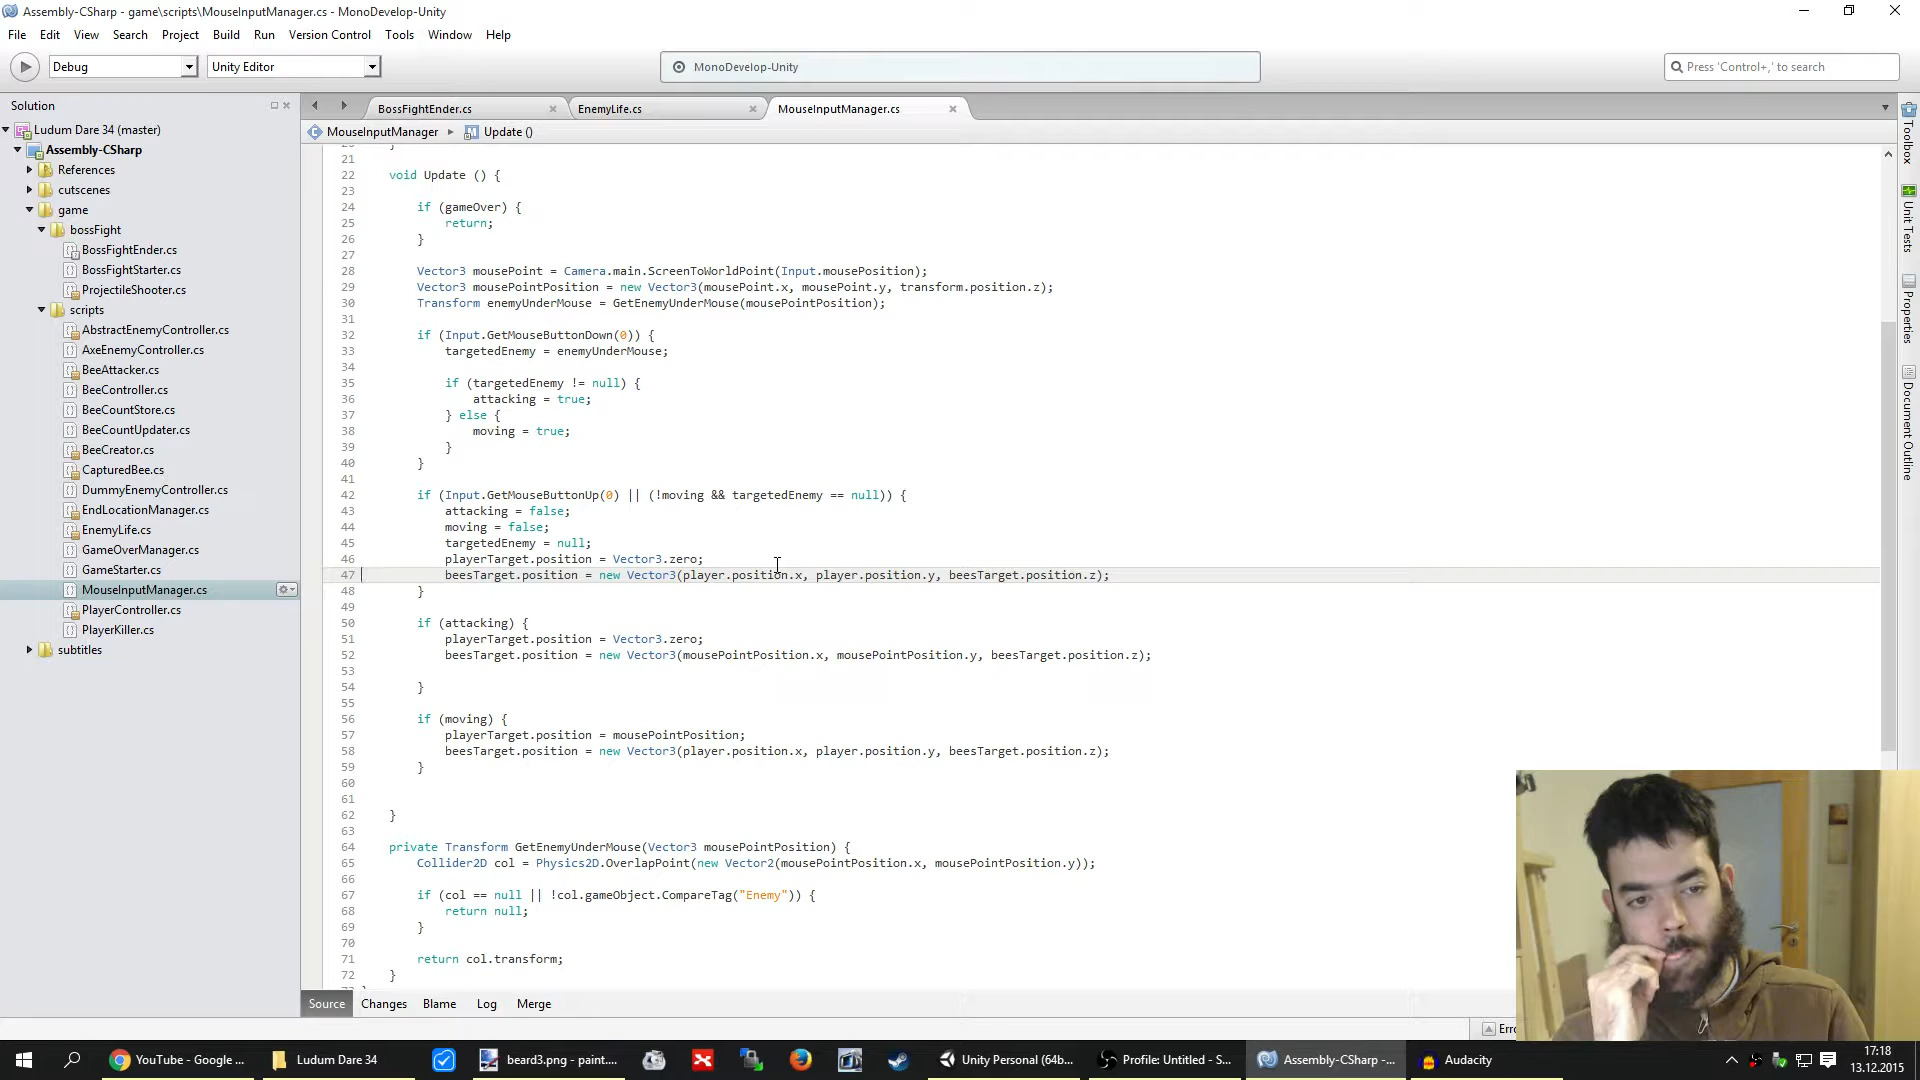 Assembly-CSharp - game\scripts\MouseInputManager.cs - MonoDevelop-Unity
File Edit View Search Project Build Run Version Control Tools Window Help
Debug Unity Editor MonoDevelop-Unity Press 'Control+,' to search
Solution
Ludum Dare 34 (master)
Assembly-CSharp
References
cutscenes
game
bossFight
BossFightEnder.cs
BossFightStarter.cs
ProjectileShooter.cs
scripts
AbstractEnemyController.cs
AxeEnemyController.cs
BeeAttacker.cs
BeeController.cs
BeeCountStore.cs
BeeCountUpdater.cs
BeeCreator.cs
CapturedBee.cs
DummyEnemyController.cs
EndLocationManager.cs
EnemyLife.cs
GameOverManager.cs
GameStarter.cs
MouseInputManager.cs
PlayerController.cs
PlayerKiller.cs
subtitles
BossFightEnder.cs EnemyLife.cs MouseInputManager.cs
MouseInputManager Update ()
21
22 void Update () {
23
24 if (gameOver) {
25 return;
26 }
27
28 Vector3 mousePoint = Camera.main.ScreenToWorldPoint(Input.mousePosition);
29 Vector3 mousePointPosition = new Vector3(mousePoint.x, mousePoint.y, transform.position.z);
30 Transform enemyUnderMouse = GetEnemyUnderMouse(mousePointPosition);
31
32 if (Input.GetMouseButtonDown(0)) {
33 targetedEnemy = enemyUnderMouse;
34
35 if (targetedEnemy != null) {
36 attacking = true;
37 } else {
38 moving = true;
39 }
40 }
41
42 if (Input.GetMouseButtonUp(0) || (!moving && targetedEnemy == null)) {
43 attacking = false;
44 moving = false;
45 targetedEnemy = null;
46 playerTarget.position = Vector3.zero;
47 beesTarget.position = new Vector3(player.position.x, player.position.y, beesTarget.position.z);
48 }
49
50 if (attacking) {
51 playerTarget.position = Vector3.zero;
52 beesTarget.position = new Vector3(mousePointPosition.x, mousePointPosition.y, beesTarget.position.z);
53
54 }
55
56 if (moving) {
57 playerTarget.position = mousePointPosition;
58 beesTarget.position = new Vector3(player.position.x, player.position.y, beesTarget.position.z);
59 }
60
61
62 }
63
64 private Transform GetEnemyUnderMouse(Vector3 mousePointPosition) {
65 Collider2D col = Physics2D.OverlapPoint(new Vector2(mousePointPosition.x, mousePointPosition.y));
66
67 if (col == null || !col.gameObject.CompareTag("Enemy")) {
68 return null;
69 }
70
71 return col.transform;
72 }
Source Changes Blame Log Merge
Toolbox
Unit Tests
Properties
Document Outline
YouTube - Google ... Ludum Dare 34 beard3.png - paint.... Unity Personal (64b... Profile: Untitled - S... Assembly-CSharp -... Audacity
17:18
13.12.2015